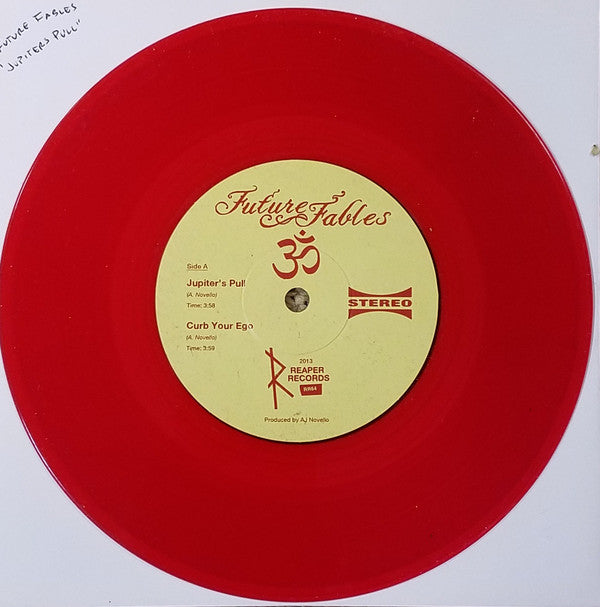 FUTURE FABLES
"JUPITERS PULL"
Future Fables
ॐ
Side A
Jupiter's Pull
(A. Novello)
Time: 3:58
STEREO
Curb Your Ego
(A. Novello)
Time: 3:59
2013
REAPER
RECORDS
RR64
Produced by AJ Novello